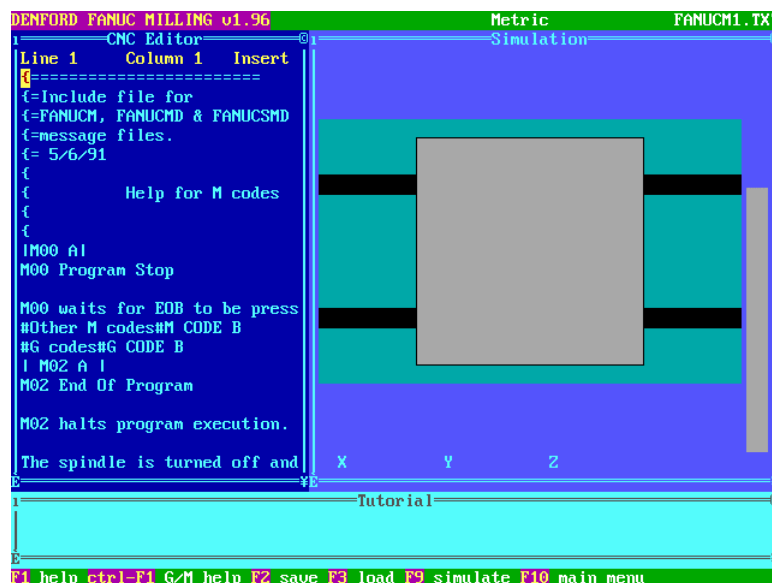 DENFORD FANUC MILLING v1.96 Metric FANUCM1.TX
CNC Editor
Simulation
Line 1 Column 1 Insert
{========================
{=Include file for
{=FANUCM, FANUCMD & FANUCSMD
{=message files.
{= 5/6/91
{
{ Help for M codes
{
{
|M00 A|
M00 Program Stop
M00 waits for EOB to be press
#Other M codes#M CODE B
#G codes#G CODE B
| M02 A |
M02 End Of Program
M02 halts program execution.
The spindle is turned off and
X Y Z
Tutorial
F1 help ctrl-F1 G/M help F2 save F3 load F9 simulate F10 main menu